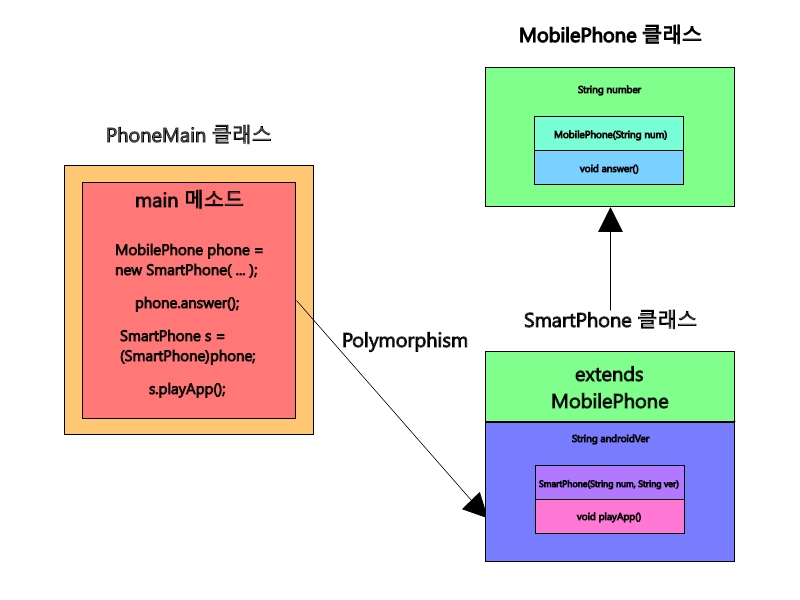 MobilePhone 클래스
String number
MobilePhone(String num)
void answer()
PhoneMain 클래스
main 메소드
MobilePhone phone =
new SmartPhone( ... );
phone.answer();
SmartPhone s =
(SmartPhone)phone;
s.playApp();
Polymorphism
SmartPhone 클래스
extends
MobilePhone
String androidVer
SmartPhone(String num, String ver)
void playApp()